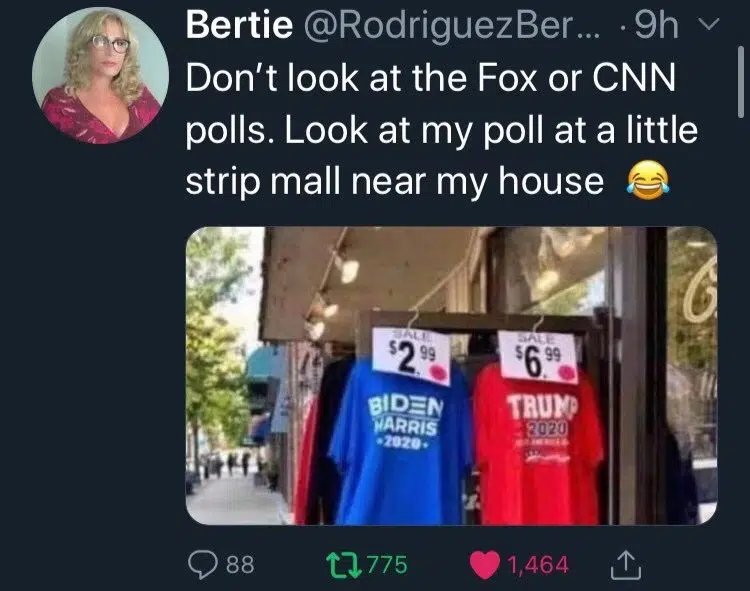 Bertie @RodriguezBer... · 9h
Don’t look at the Fox or CNN
polls. Look at my poll at a little
strip mall near my house 😂
SALE
$2.99
SALE
$6.99
BIDEN
HARRIS
•2020•
TRUMP
2020
88
775
1,464